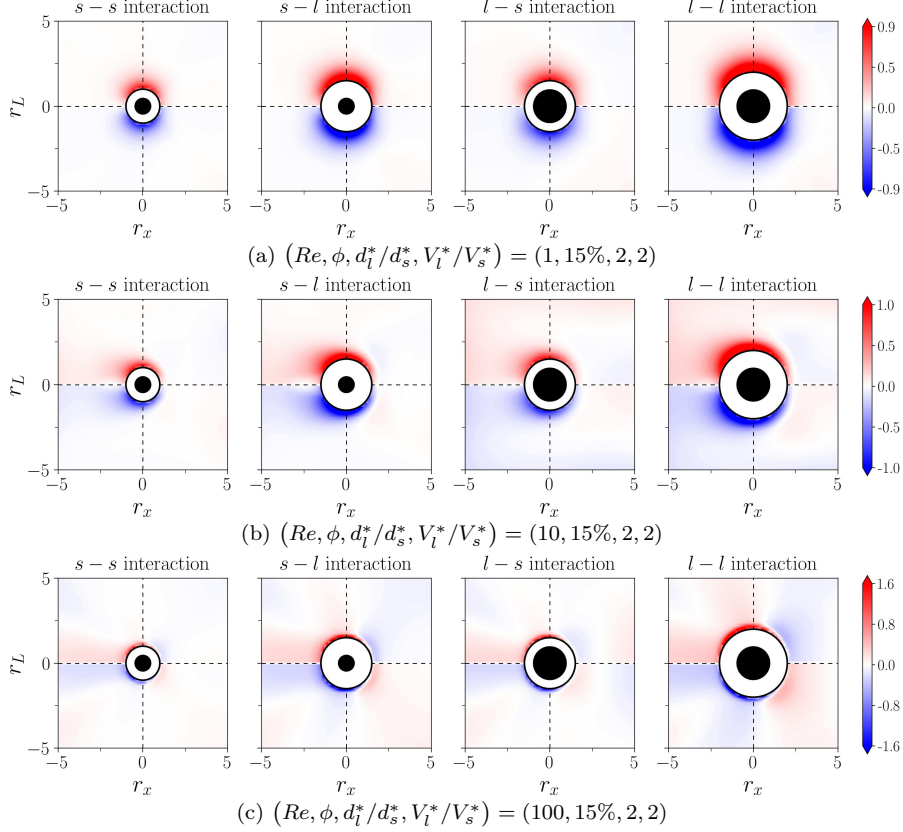 s − s interaction s − l interaction l − s interaction l − l interaction
5 0.9
0.5
r_L 0 0.0
-0.5
−5 -0.9
−5 0 5 −5 0 5 −5 0 5 −5 0 5
r_x r_x r_x r_x
(a) (Re, ϕ, d_l^*/d_s^*, V_l^*/V_s^*) = (1, 15%, 2, 2)
s − s interaction s − l interaction l − s interaction l − l interaction
5 1.0
0.5
r_L 0 0.0
-0.5
−5 -1.0
−5 0 5 −5 0 5 −5 0 5 −5 0 5
r_x r_x r_x r_x
(b) (Re, ϕ, d_l^*/d_s^*, V_l^*/V_s^*) = (10, 15%, 2, 2)
s − s interaction s − l interaction l − s interaction l − l interaction
5 1.6
0.8
r_L 0 0.0
-0.8
−5 -1.6
−5 0 5 −5 0 5 −5 0 5 −5 0 5
r_x r_x r_x r_x
(c) (Re, ϕ, d_l^*/d_s^*, V_l^*/V_s^*) = (100, 15%, 2, 2)